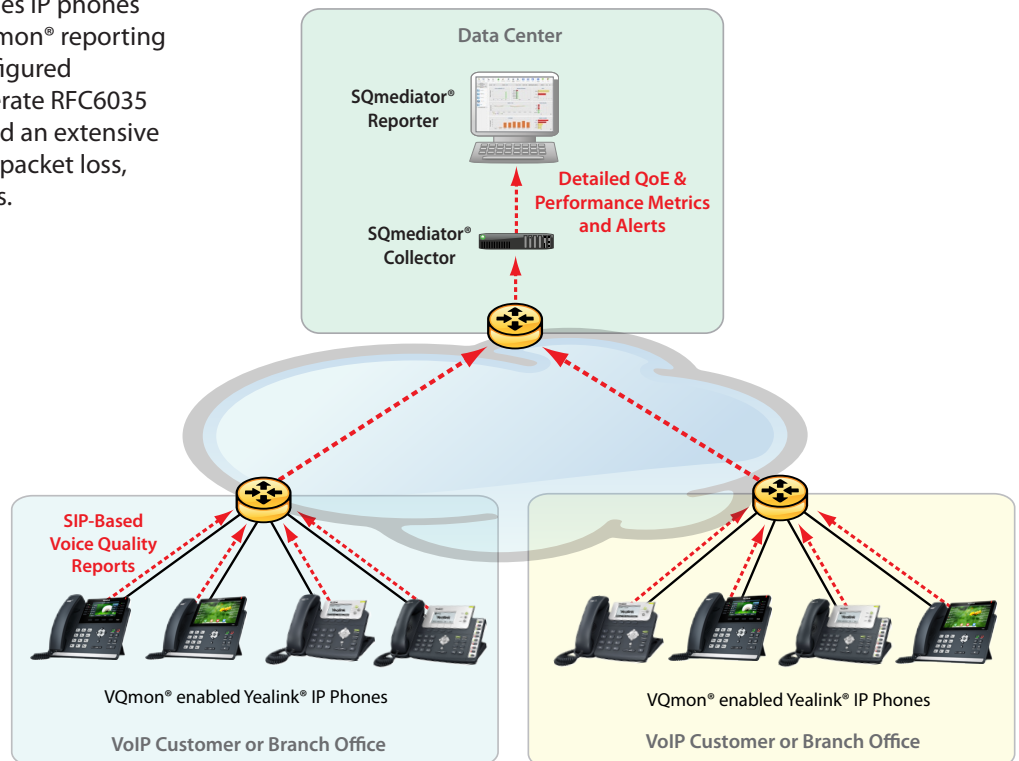 es IP phones
mon® reporting
figured
erate RFC6035
d an extensive
packet loss,
s.
Data Center
SQmediator®
Reporter
Detailed QoE &
Performance Metrics
and Alerts
SQmediator®
Collector
SIP-Based
Voice Quality
Reports
VQmon® enabled Yealink® IP Phones
VoIP Customer or Branch Office
VQmon® enabled Yealink® IP Phones
VoIP Customer or Branch Office